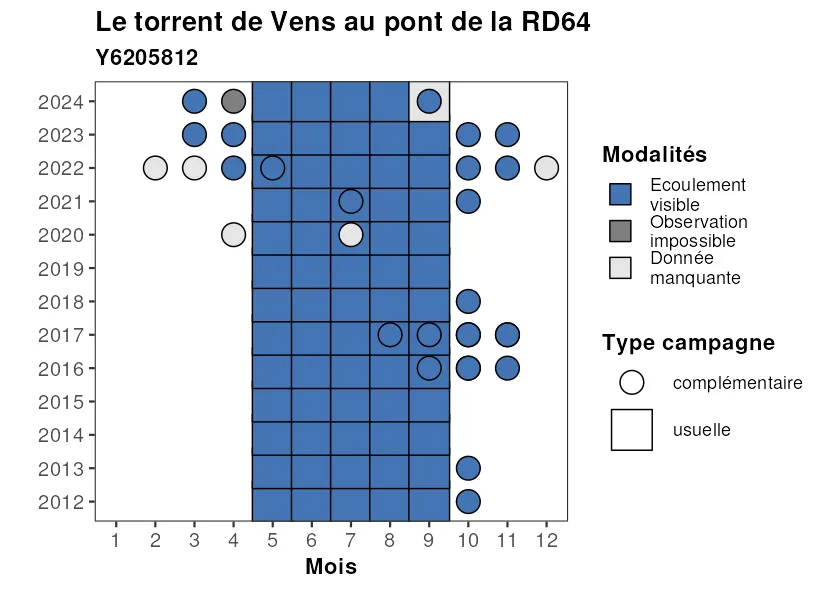 Le torrent de Vens au pont de la RD64
Y6205812
2024
2023
2022
2021
2020
2019
2018
2017
2016
2015
2014
2013
2012
1 2 3 4 5 6 7 8 9 10 11 12
Mois
Modalités
Ecoulement
visible
Observation
impossible
Donnée
manquante
Type campagne
complémentaire
usuelle